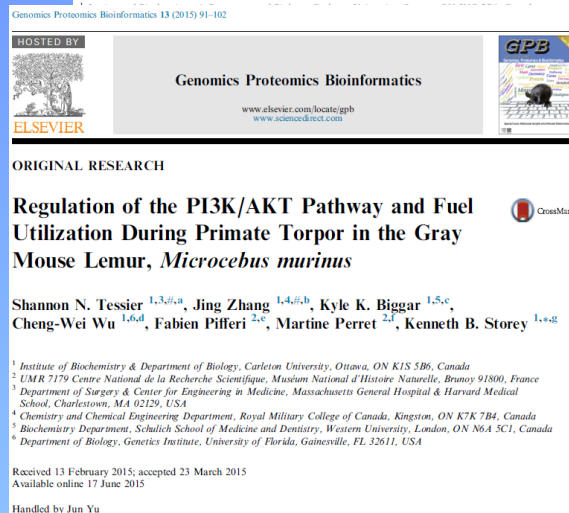 Genomics Proteomics Bioinformatics 13 (2015) 91–102
HOSTED BY
ELSEVIER
Genomics Proteomics Bioinformatics
www.elsevier.com/locate/gpb
www.sciencedirect.com
GPB
ORIGINAL RESEARCH
Regulation of the PI3K/AKT Pathway and Fuel
Utilization During Primate Torpor in the Gray
Mouse Lemur, Microcebus murinus
CrossMar
Shannon N. Tessier 1,3,#,a, Jing Zhang 1,4,#,b, Kyle K. Biggar 1,5,c,
Cheng-Wei Wu 1,6,d, Fabien Pifferi 2,e, Martine Perret 2,f, Kenneth B. Storey 1,*,g
1 Institute of Biochemistry & Department of Biology, Carleton University, Ottawa, ON K1S 5B6, Canada
2 UMR 7179 Centre National de la Recherche Scientifique, Muséum National d'Histoire Naturelle, Brunoy 91800, France
3 Department of Surgery & Center for Engineering in Medicine, Massachusetts General Hospital & Harvard Medical
School, Charlestown, MA 02129, USA
4 Chemistry and Chemical Engineering Department, Royal Military College of Canada, Kingston, ON K7K 7B4, Canada
5 Biochemistry Department, Schulich School of Medicine and Dentistry, Western University, London, ON N6A 5C1, Canada
6 Department of Biology, Genetics Institute, University of Florida, Gainesville, FL 32611, USA
Received 13 February 2015; accepted 23 March 2015
Available online 17 June 2015
Handled by Jun Yu